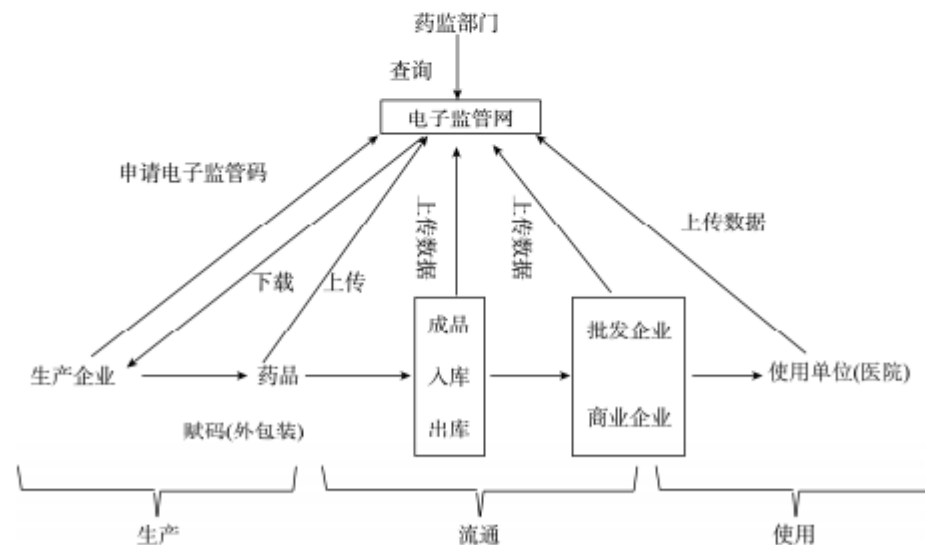 药监部门
查询
电子监管网
申请电子监管码
下载
上传
上传数据
上传数据
上传数据
生产企业
药品
赋码(外包装)
成品
入库
出库
批发企业
商业企业
使用单位(医院)
生产
流通
使用